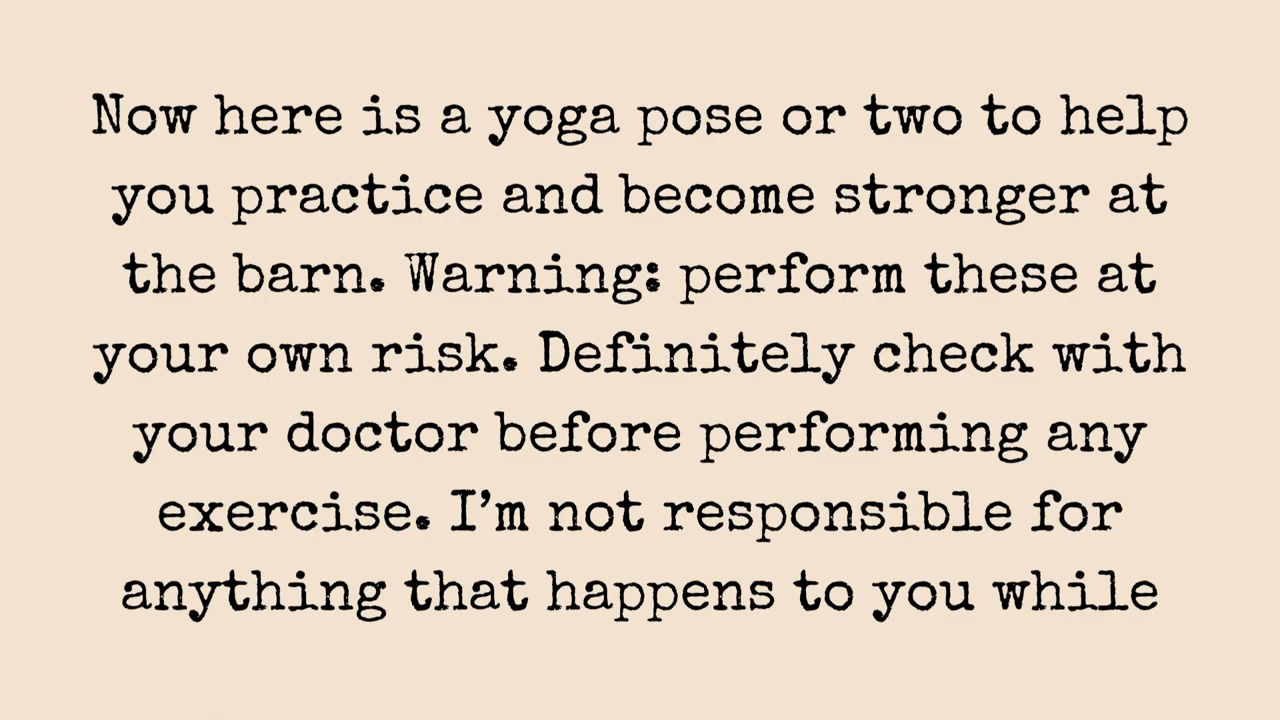 Now here is a yoga pose or two to help
you practice and become stronger at
the barn. Warning: perform these at
your own risk. Definitely check with
your doctor before performing any
exercise. I’m not responsible for
anything that happens to you while